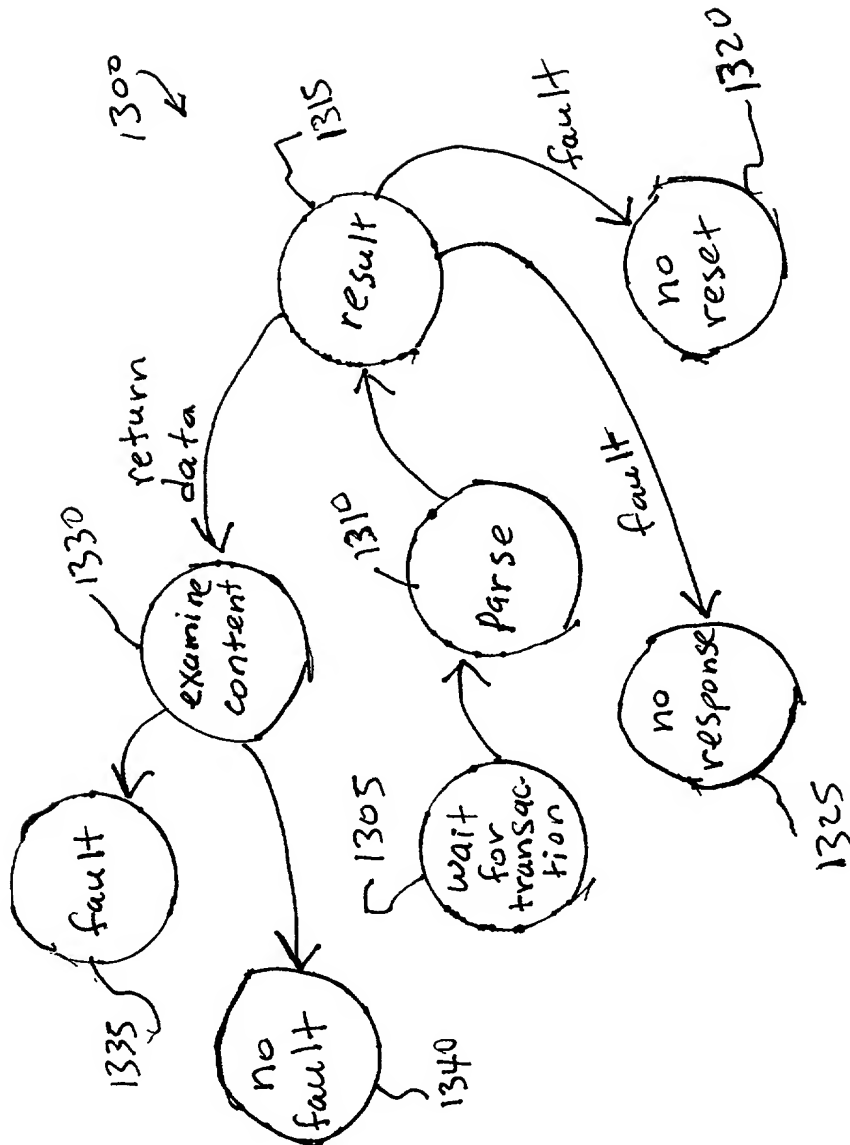 1300
1315
result
fault
1320
no
reset
return
data
1330
examine
content
1310
Parse
fault
1305
wait
for
transac-
tion
no
response
1325
fault
1335
no
fault
1340